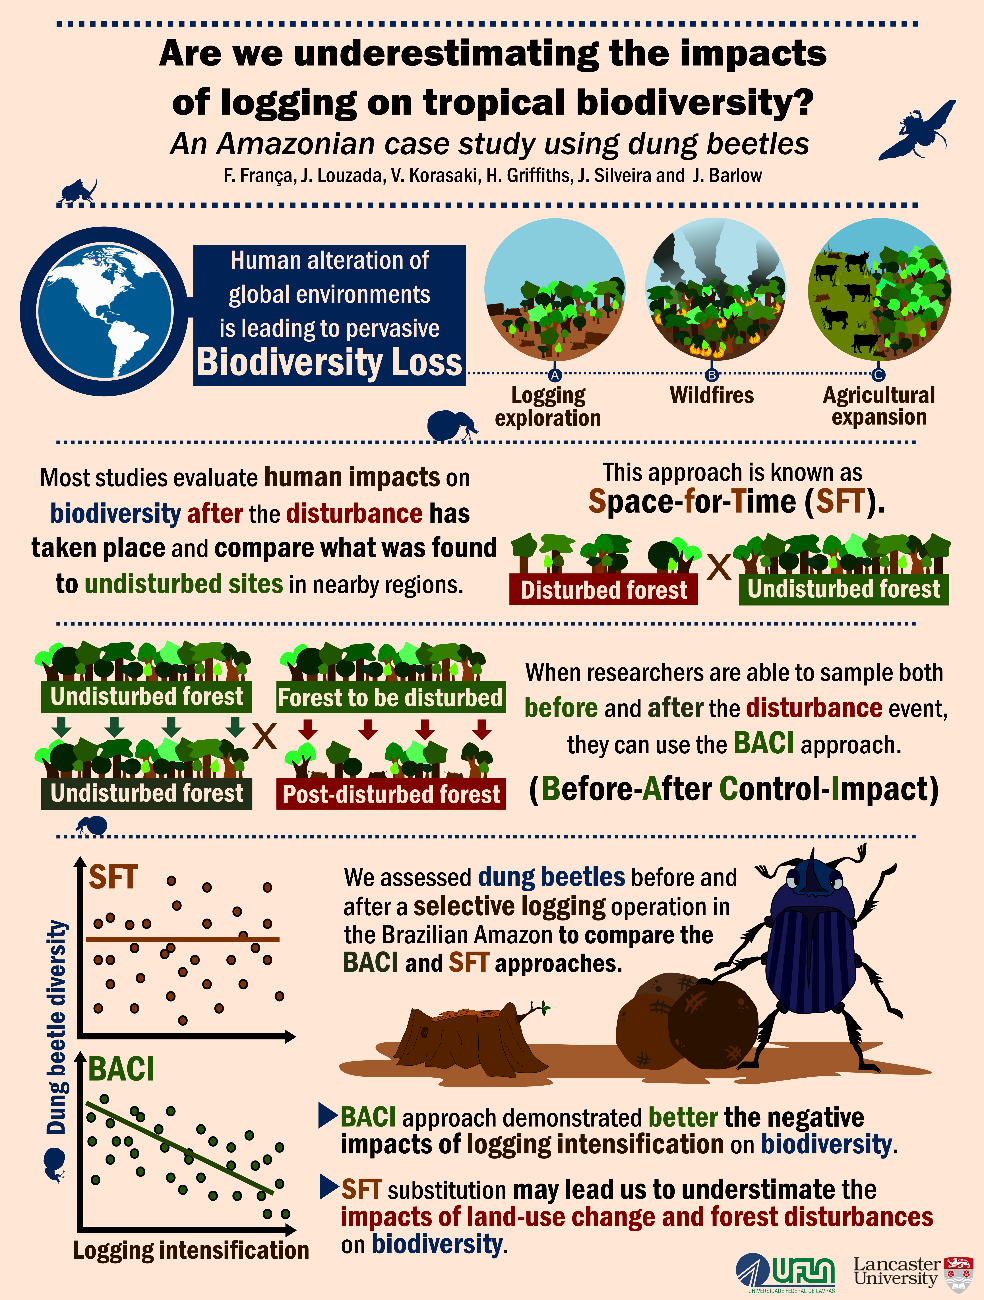 Are we underestimating the impacts
of logging on tropical biodiversity?
An Amazonian case study using dung beetles
F. França, J. Louzada, V. Korasaki, H. Griffiths, J. Silveira and J. Barlow
Human alteration of
global environments
is leading to pervasive
Biodiversity Loss
A
B
C
Logging
exploration
Wildfires
Agricultural
expansion
Most studies evaluate human impacts on
biodiversity after the disturbance has
taken place and compare what was found
to undisturbed sites in nearby regions.
This approach is known as
Space-for-Time (SFT).
Disturbed forest
X
Undisturbed forest
Undisturbed forest
Forest to be disturbed
X
Undisturbed forest
Post-disturbed forest
When researchers are able to sample both
before and after the disturbance event,
they can use the BACI approach.
(Before-After Control-Impact)
SFT
BACI
Dung beetle diversity
Logging intensification
We assessed dung beetles before and
after a selective logging operation in
the Brazilian Amazon to compare the
BACI and SFT approaches.
BACI approach demonstrated better the negative
impacts of logging intensification on biodiversity.
SFT substitution may lead us to understimate the
impacts of land-use change and forest disturbances
on biodiversity.
UFLA
UNIVERSIDADE FEDERAL DE LAVRAS
Lancaster
University